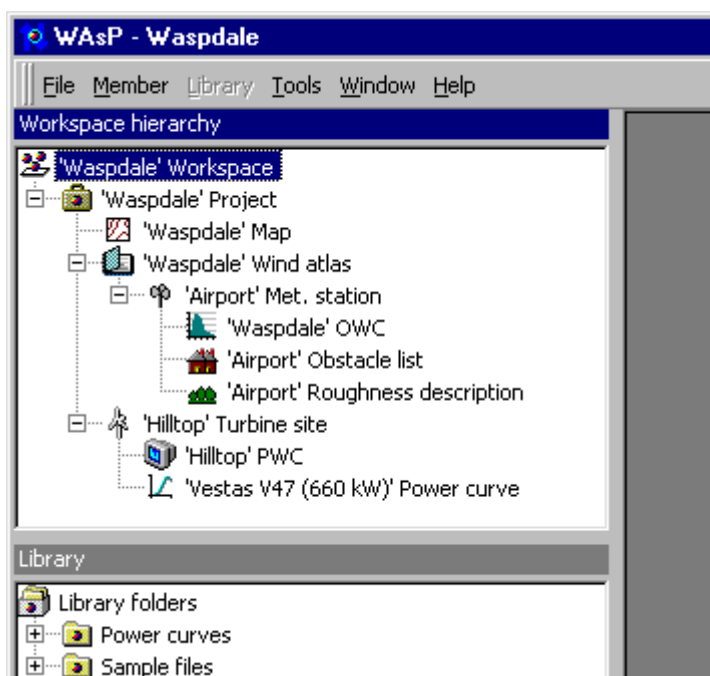 WAsP - Waspdale
File Member Library Tools Window Help
Workspace hierarchy
'Waspdale' Workspace
'Waspdale' Project
'Waspdale' Map
'Waspdale' Wind atlas
'Airport' Met. station
'Waspdale' OWC
'Airport' Obstacle list
'Airport' Roughness description
'Hilltop' Turbine site
'Hilltop' PWC
'Vestas V47 (660 kW)' Power curve
Library
Library folders
Power curves
Sample files